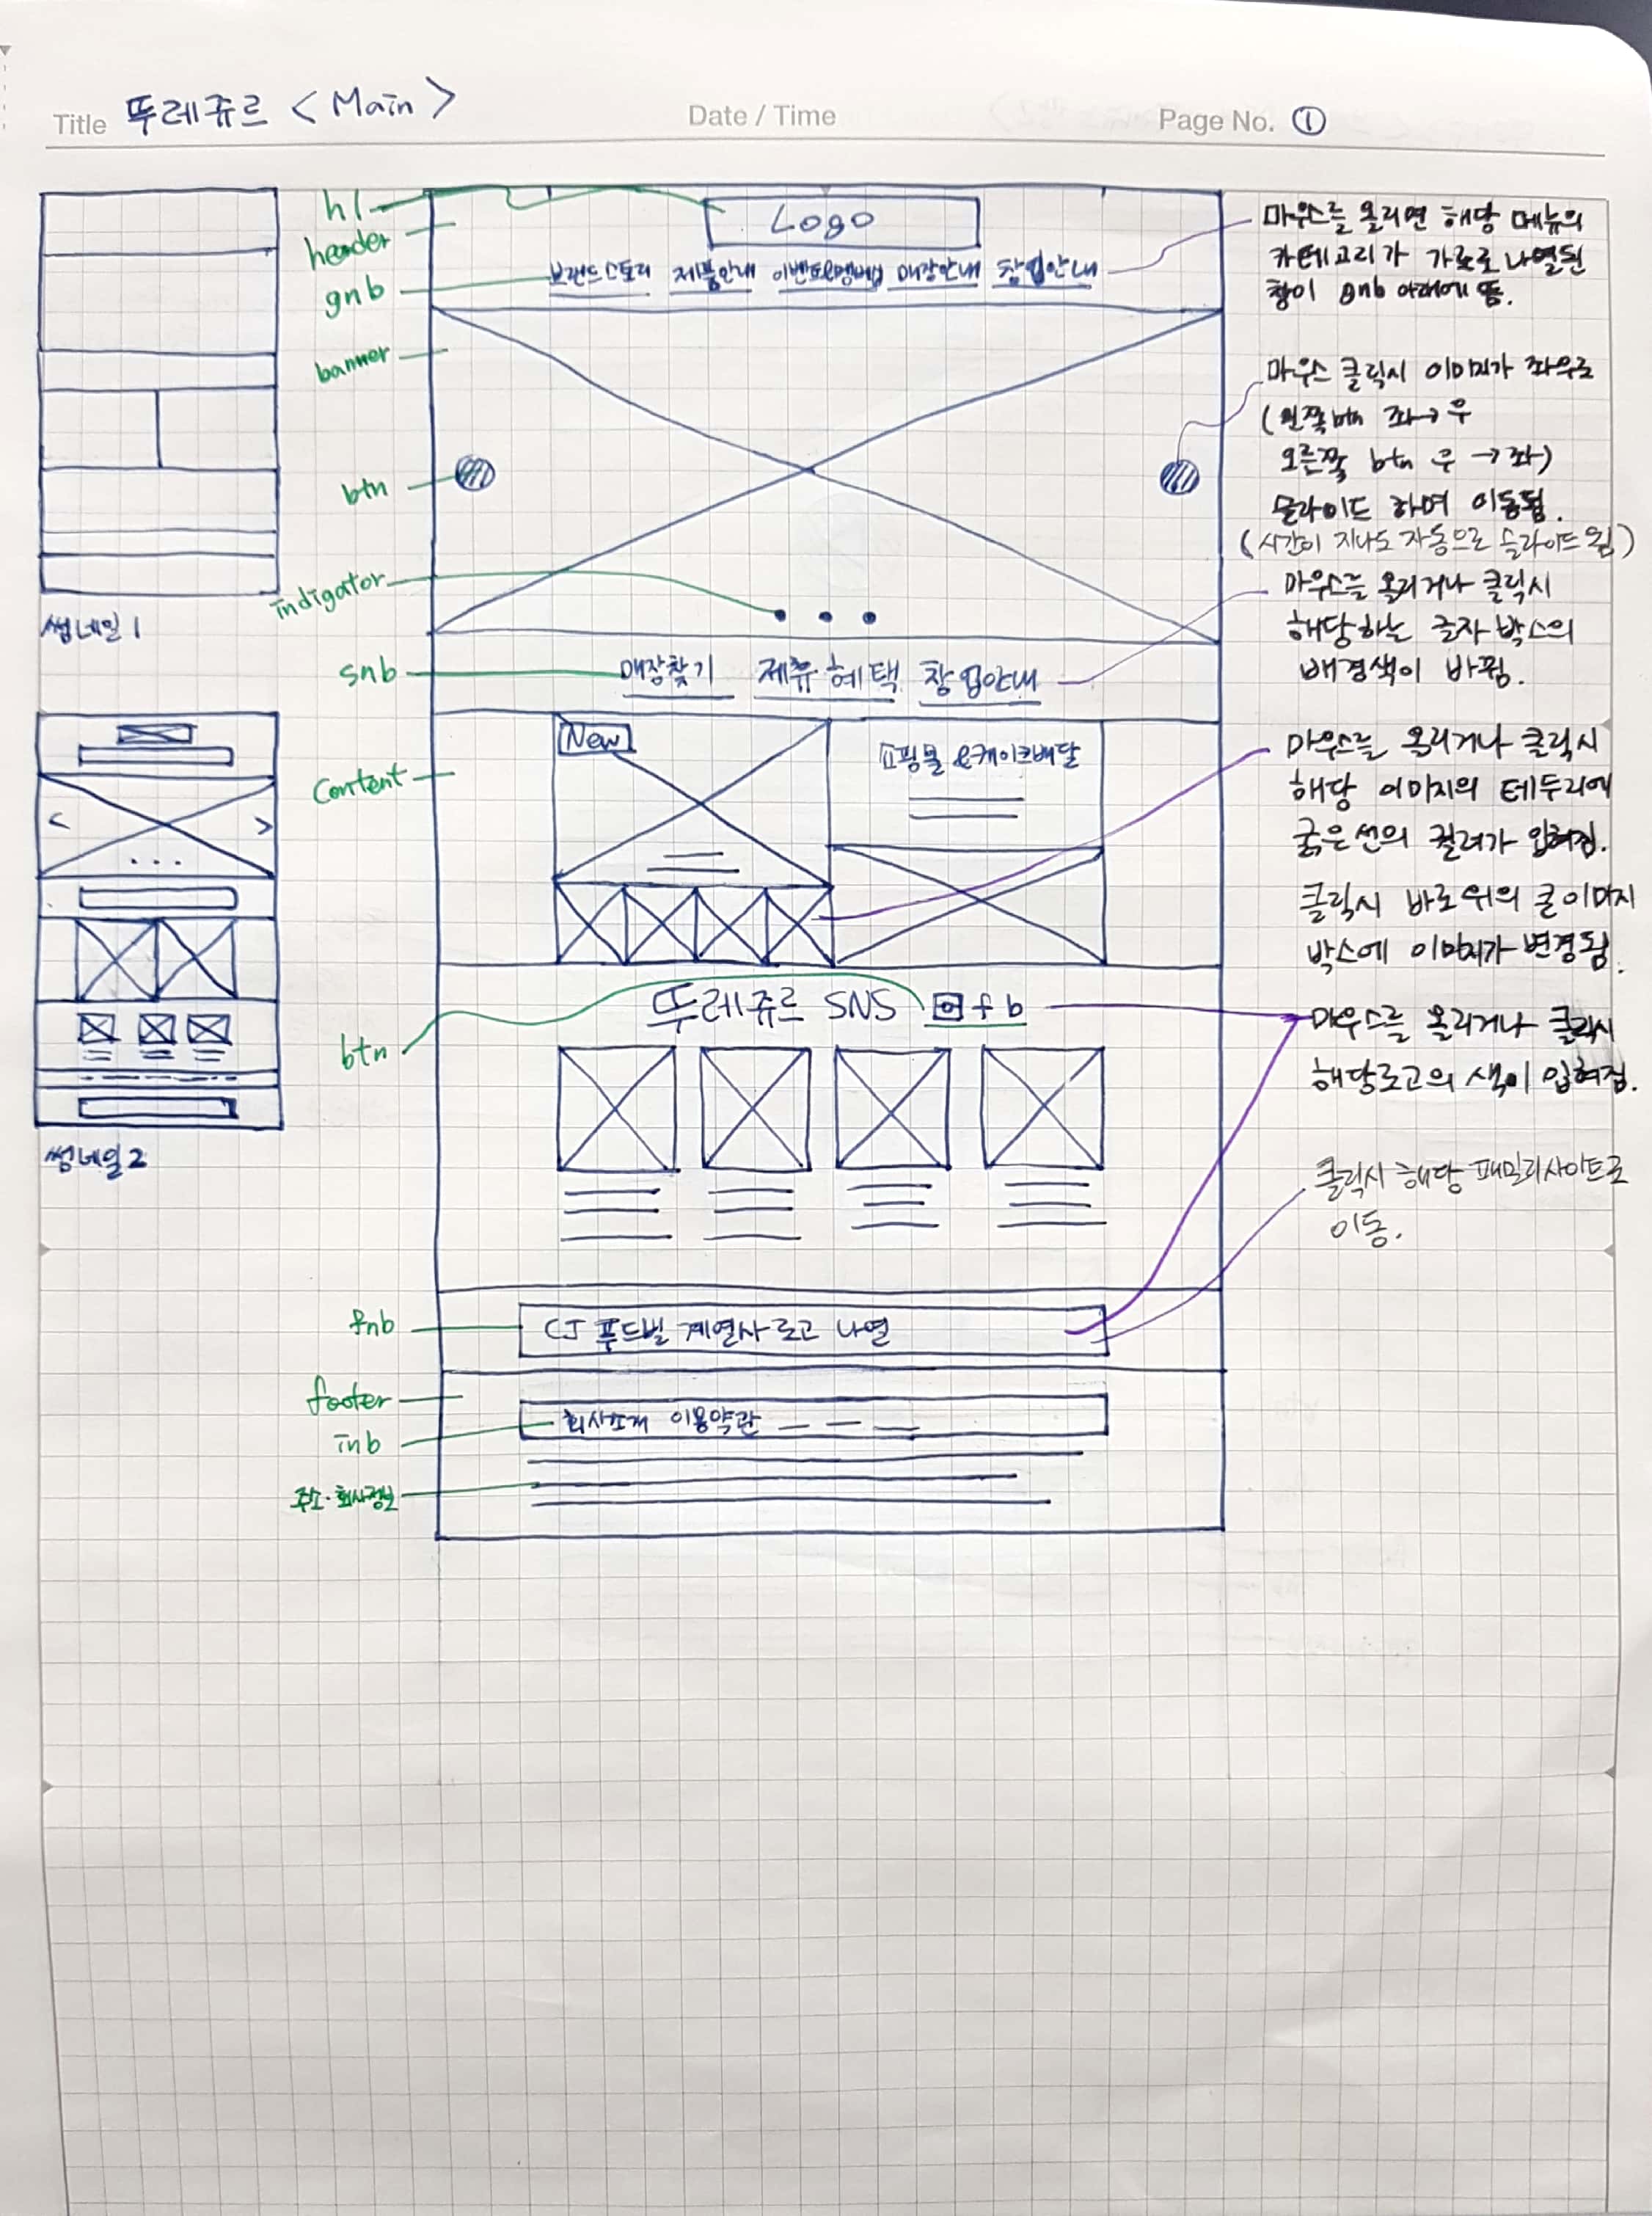 Title 뚜레쥬르 < Main >
Date / Time
Page No. ①
h1
header
gnb
banner
btn
indigator
snb
Content
btn
fnb
footer
inb
주소·회사정보
썸네일 1
< >
썸네일 2
Logo
브랜드스토리 제품안내 이벤트&멤버쉽 매장안내 창업안내
매장찾기 제휴혜택 창업안내
New
쇼핑몰 &케이크배달
뚜레쥬르 SNS f b
CJ 푸드빌 계열사 로고 나열
회사소개 이용약관
마우스를 올리면 해당 메뉴의
카테고리가 가로로 나열된
창이 gnb 아래에 뜸.
마우스 클릭시 이미지가 좌우로
(왼쪽 btn 좌→우
오른쪽 btn 우→좌)
슬라이드 하며 이동됨.
(시간이 지나도 자동으로 슬라이드 됨)
마우스를 올리거나 클릭시
해당하는 글자 박스의
배경색이 바뀜.
마우스를 올리거나 클릭시
해당 이미지의 테두리에
굵은 선의 컬러가 입혀짐.
클릭시 바로 위의 큰 이미지
박스에 이미지가 변경됨.
마우스를 올리거나 클릭시
해당로고의 색이 입혀짐.
클릭시 해당 패밀리사이트로
이동.